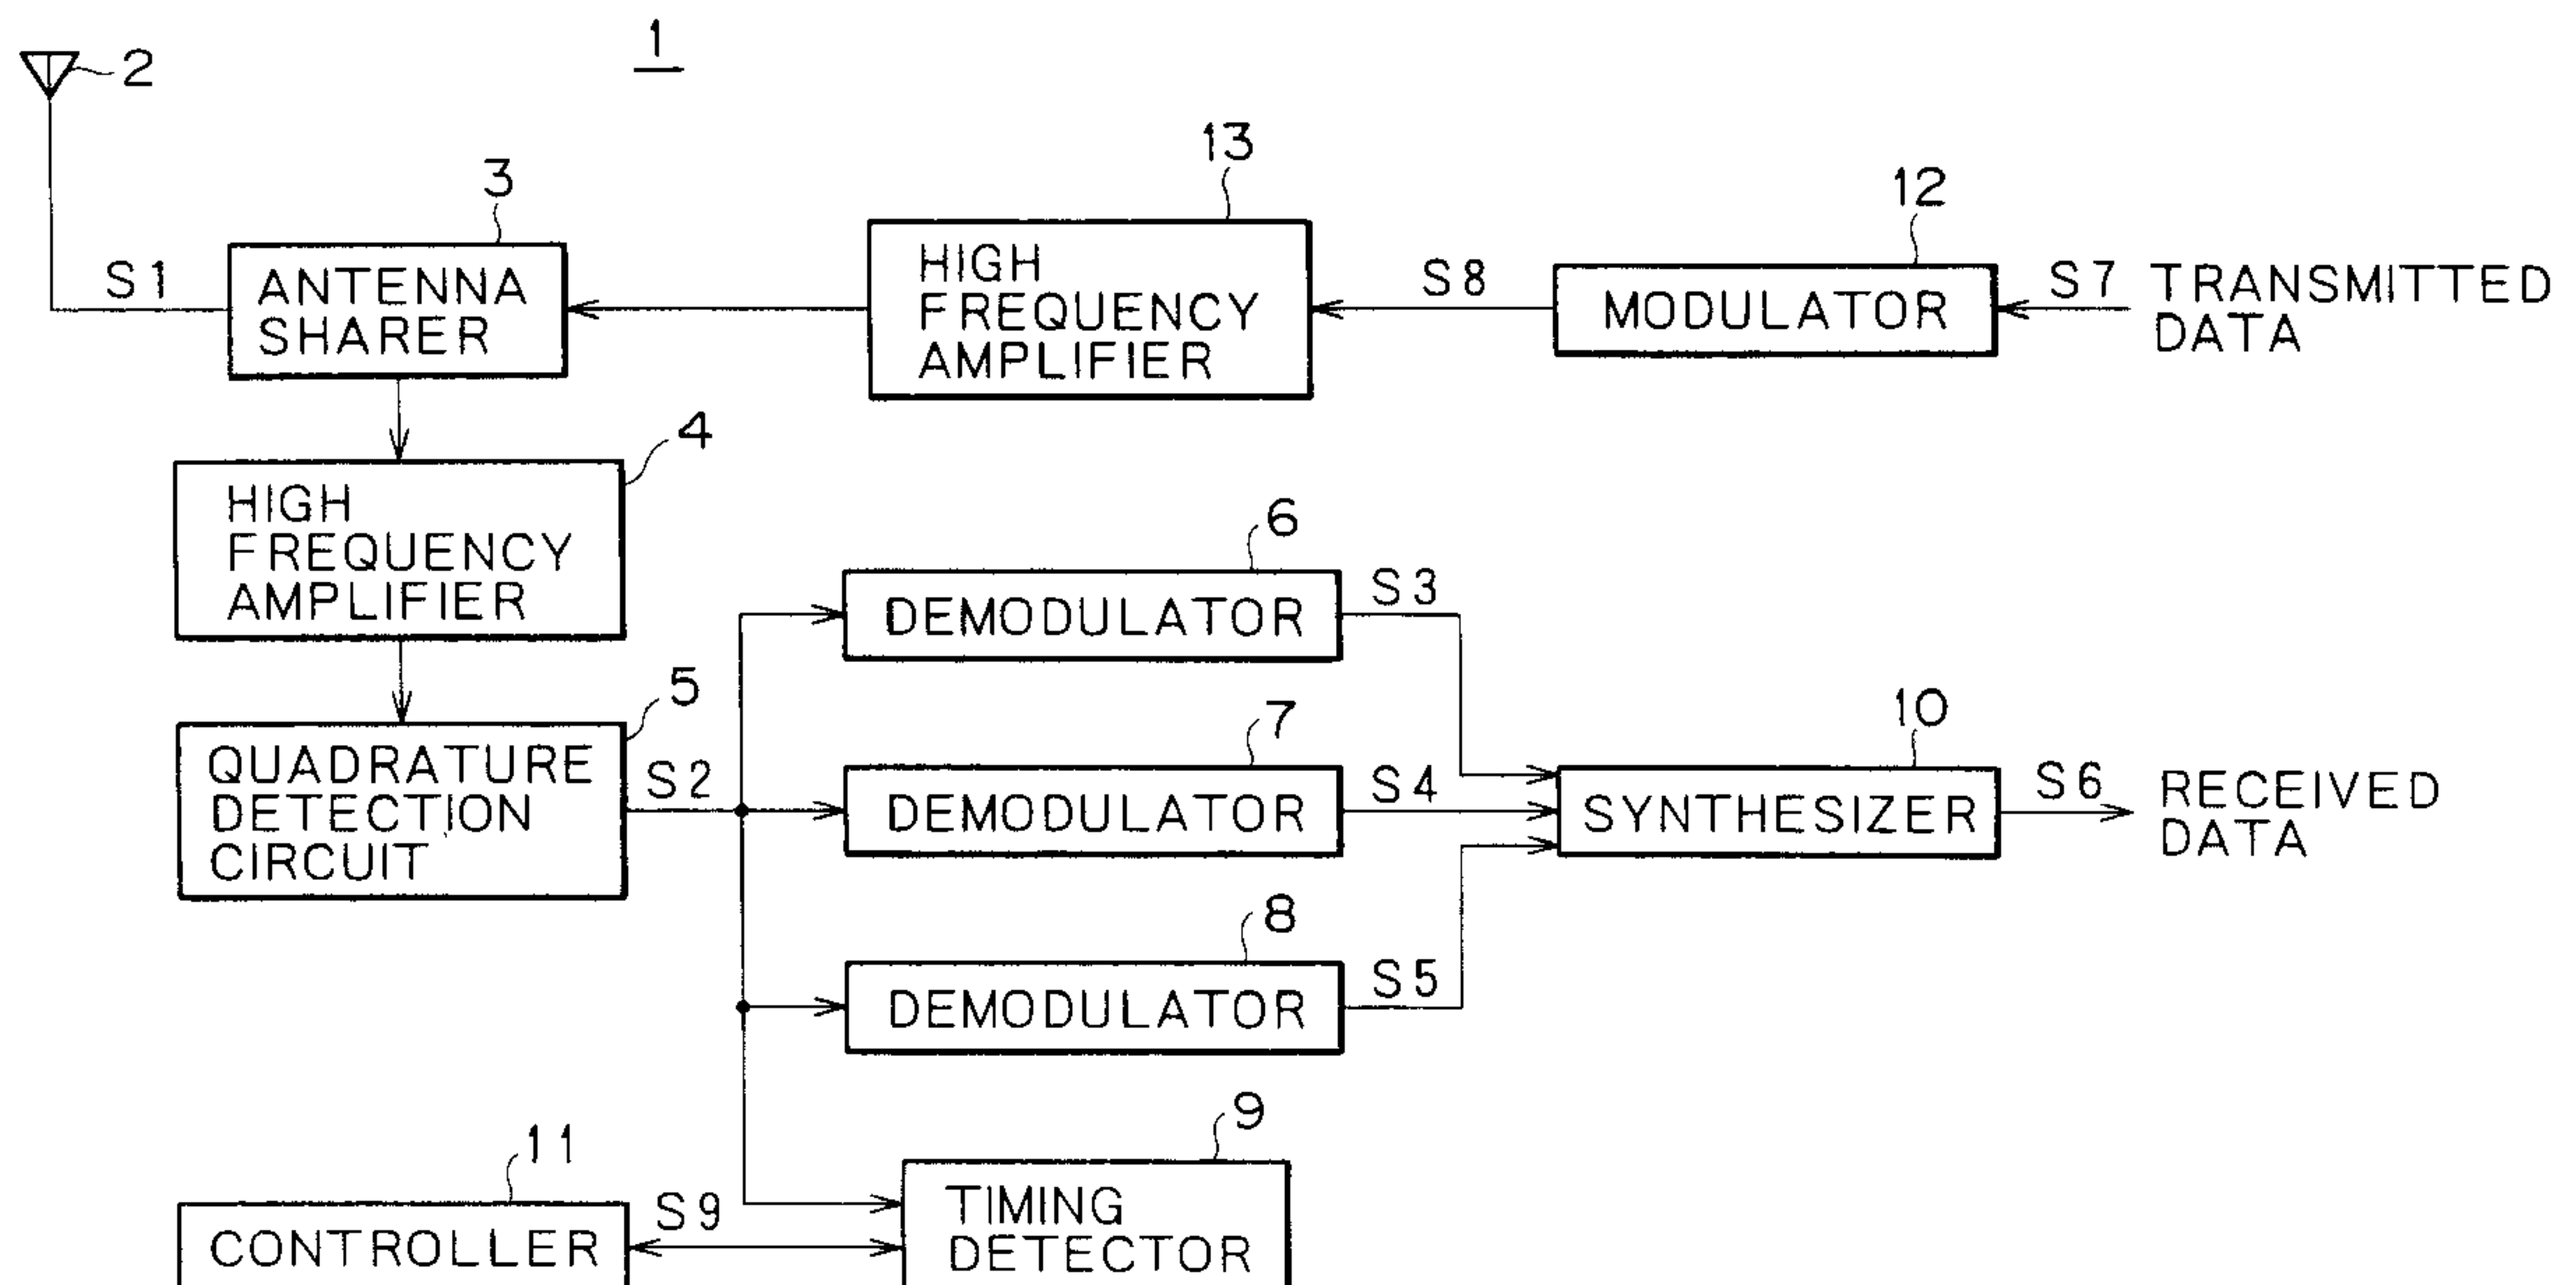 1
2
3
13
12
S1
ANTENNA
SHARER
HIGH
FREQUENCY
AMPLIFIER
S8
MODULATOR
S7
TRANSMITTED
DATA
4
HIGH
FREQUENCY
AMPLIFIER
6
DEMODULATOR
S3
5
QUADRATURE
DETECTION
CIRCUIT
S2
7
DEMODULATOR
S4
10
SYNTHESIZER
S6
RECEIVED
DATA
8
DEMODULATOR
S5
11
CONTROLLER
S9
9
TIMING
DETECTOR